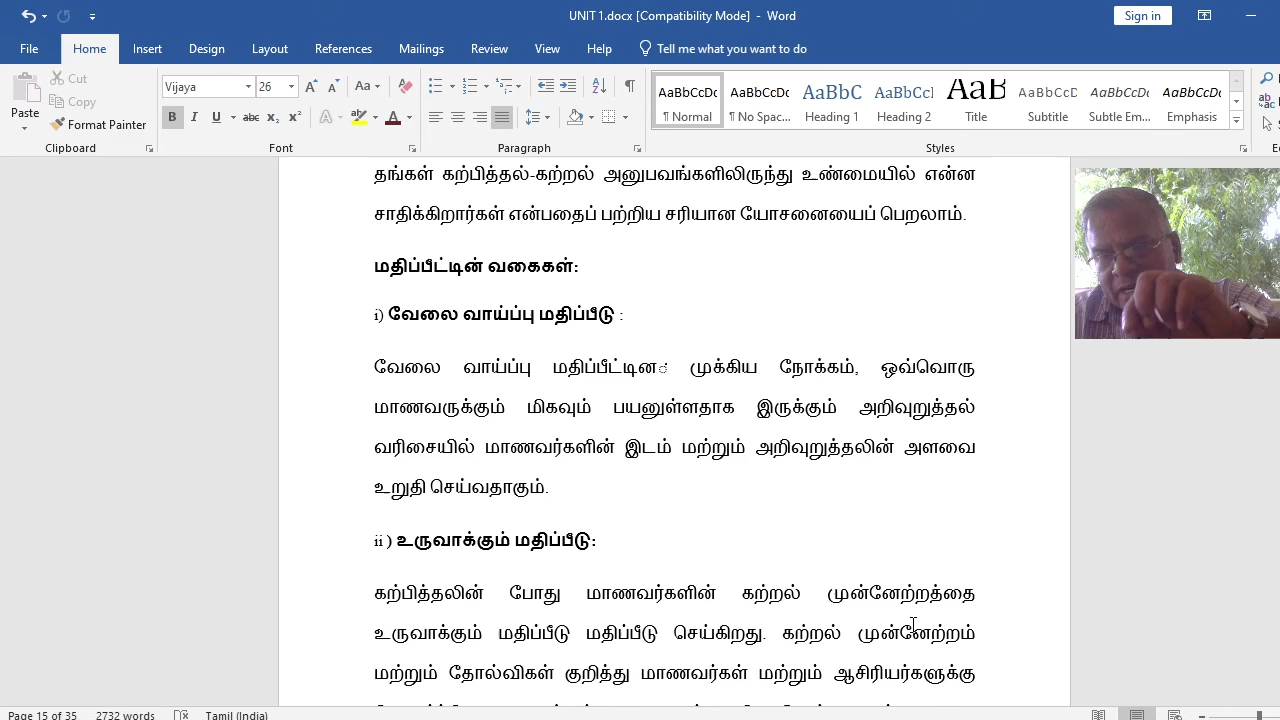 UNIT 1.docx [Compatibility Mode] - Word
Sign in
File Home Insert Design Layout References Mailings Review View Help Tell me what you want to do
Paste
Cut
Copy
Format Painter
Vijaya 26
AaBbCcDc AaBbCcDc AaBbC AaBbCcI AaB AaBbCcD AaBbCcDc AaBbCcDc
¶ Normal ¶ No Spac... Heading 1 Heading 2 Title Subtitle Subtle Em... Emphasis
Clipboard Font Paragraph Styles
தங்கள் கற்பித்தல்-கற்றல் அனுபவங்களிலிருந்து உண்மையில் என்ன
சாதிக்கிறார்கள் என்பதைப் பற்றிய சரியான யோசனையைப் பெறலாம்.
மதிப்பீட்டின் வகைகள்:
i) வேலை வாய்ப்பு மதிப்பீடு :
வேலை வாய்ப்பு மதிப்பீட்டின் முக்கிய நோக்கம், ஒவ்வொரு
மாணவருக்கும் மிகவும் பயனுள்ளதாக இருக்கும் அறிவுறுத்தல்
வரிசையில் மாணவர்களின் இடம் மற்றும் அறிவுறுத்தலின் அளவை
உறுதி செய்வதாகும்.
ii ) உருவாக்கும் மதிப்பீடு:
கற்பித்தலின் போது மாணவர்களின் கற்றல் முன்னேற்றத்தை
உருவாக்கும் மதிப்பீடு மதிப்பீடு செய்கிறது. கற்றல் முன்னேற்றம்
மற்றும் தோல்விகள் குறித்து மாணவர்கள் மற்றும் ஆசிரியர்களுக்கு
Page 15 of 35 2732 words Tamil (India)